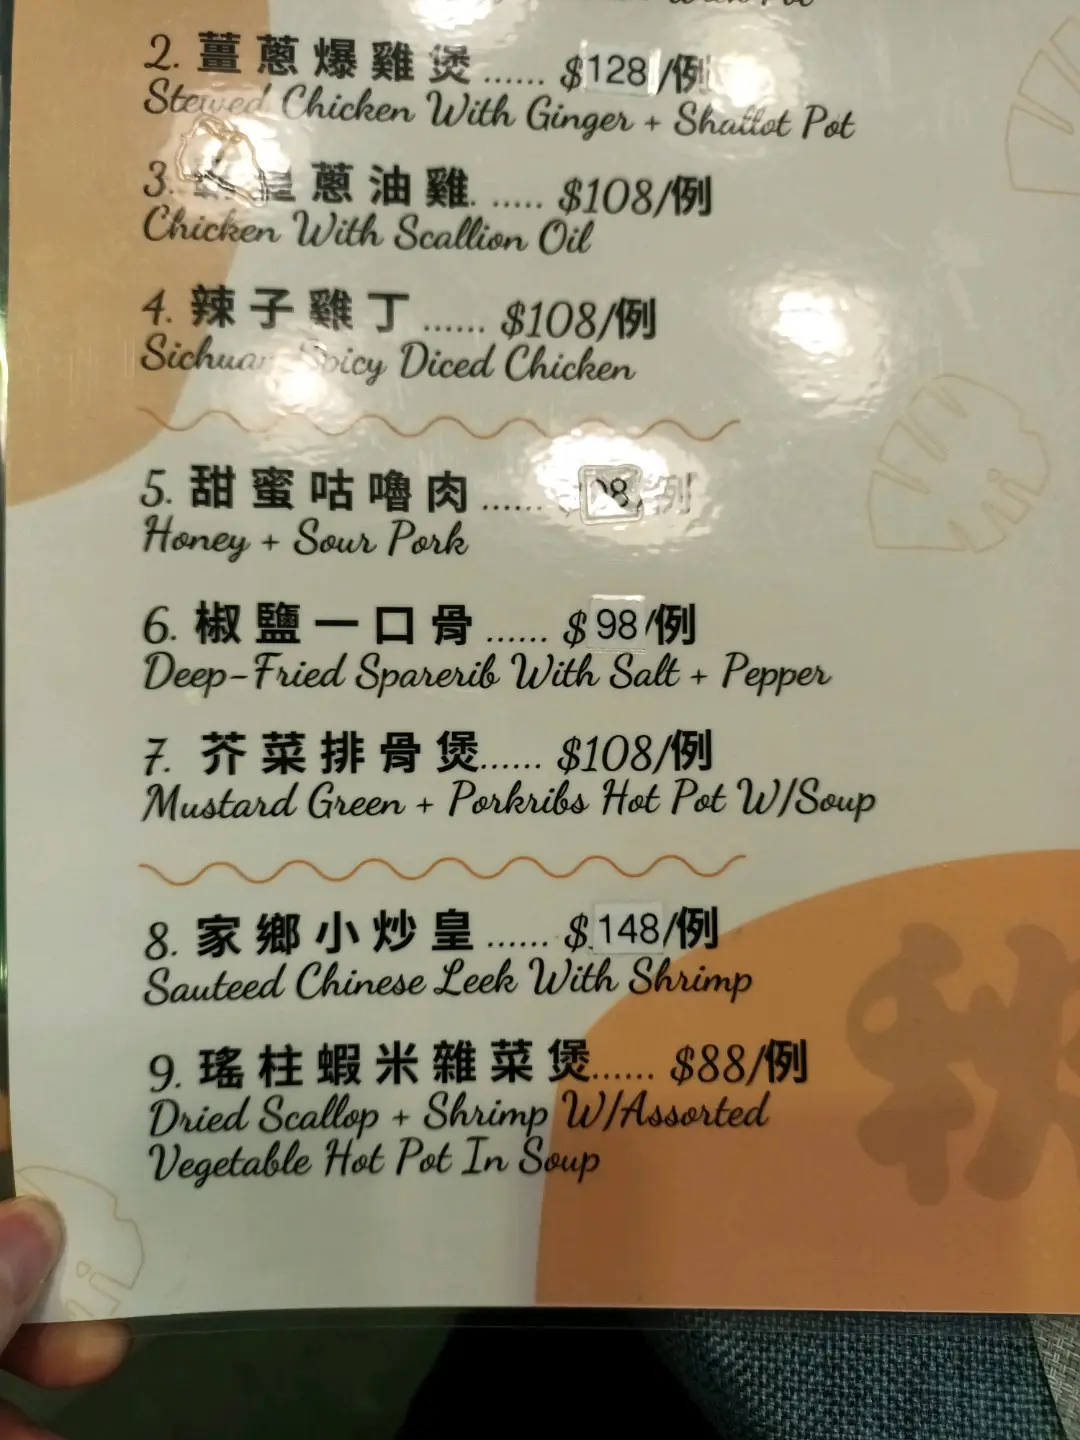 2. 薑蔥爆雞煲...... $128/例
Stewed Chicken With Ginger + Shallot Pot
3. 蔥油雞. ..... $108/例
Chicken With Scallion Oil
4. 辣子雞丁...... $108/例
Sichuan Spicy Diced Chicken
5. 甜蜜咕嚕肉...... 例
Honey + Sour Pork
6. 椒鹽一口骨...... $98/例
Deep-Fried Sparerib With Salt + Pepper
7. 芥菜排骨煲...... $108/例
Mustard Green + Porkribs Hot Pot W/Soup
8. 家鄉小炒皇...... $148/例
Sauteed Chinese Leek With Shrimp
9. 瑤柱蝦米雜菜煲...... $88/例
Dried Scallop + Shrimp W/Assorted
Vegetable Hot Pot In Soup